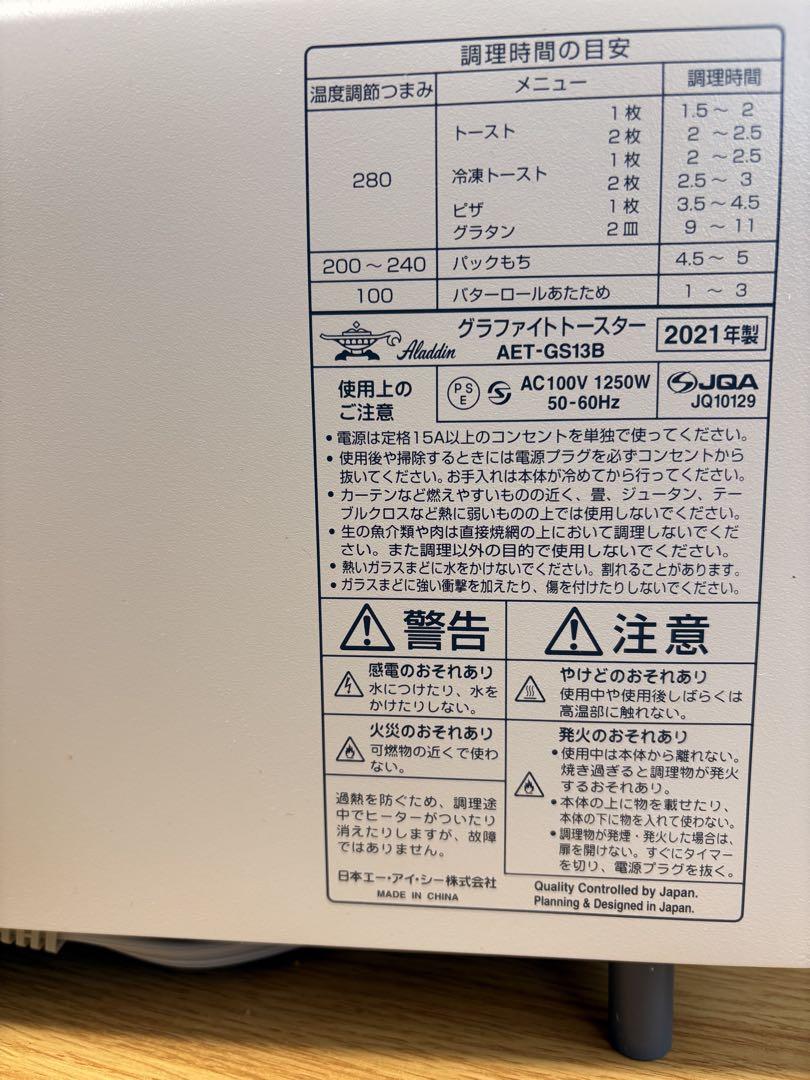 調理時間の目安
温度調節つまみ メニュー 調理時間
280 トースト 1枚 1.5～2
2枚 2～2.5
冷凍トースト 1枚 2～2.5
2枚 2.5～3
ピザ 1枚 3.5～4.5
グラタン 2皿 9～11
200～240 パックもち 4.5～5
100 バターロールあたため 1～3
Aladdin グラファイトトースター 2021年製
AET-GS13B
使用上の
ご注意
PSE AC100V 1250W
50-60Hz
JQA
JQ10129
•電源は定格15A以上のコンセントを単独で使ってください。
•使用後や掃除するときには電源プラグを必ずコンセントから
抜いてください。お手入れは本体が冷めてから行ってください。
•カーテンなど燃えやすいものの近く、畳、ジュータン、テー
ブルクロスなど熱に弱いものの上では使用しないでください。
•生の魚介類や肉は直接焼網の上において調理しないでくだ
さい。また調理以外の目的で使用しないでください。
•熱いガラスまどに水をかけないでください。割れることがあります。
•ガラスまどに強い衝撃を加えたり、傷を付けたりしないでください。
警告
感電のおそれあり
水につけたり、水を
かけたりしない。
火災のおそれあり
可燃物の近くで使わ
ない。
過熱を防ぐため、調理途
中でヒーターがついたり
消えたりしますが、故障
ではありません。
日本エー・アイ・シー株式会社
MADE IN CHINA
注意
やけどのおそれあり
使用中や使用後しばらくは
高温部に触れない。
発火のおそれあり
•使用中は本体から離れない。
焼き過ぎると調理物が発火
するおそれあり。
•本体の上に物を載せたり、
本体の下に物を入れて使わない。
•調理物が発煙・発火した場合は、
扉を開けない。すぐにタイマー
を切り、電源プラグを抜く。
Quality Controlled by Japan.
Planning & Designed in Japan.